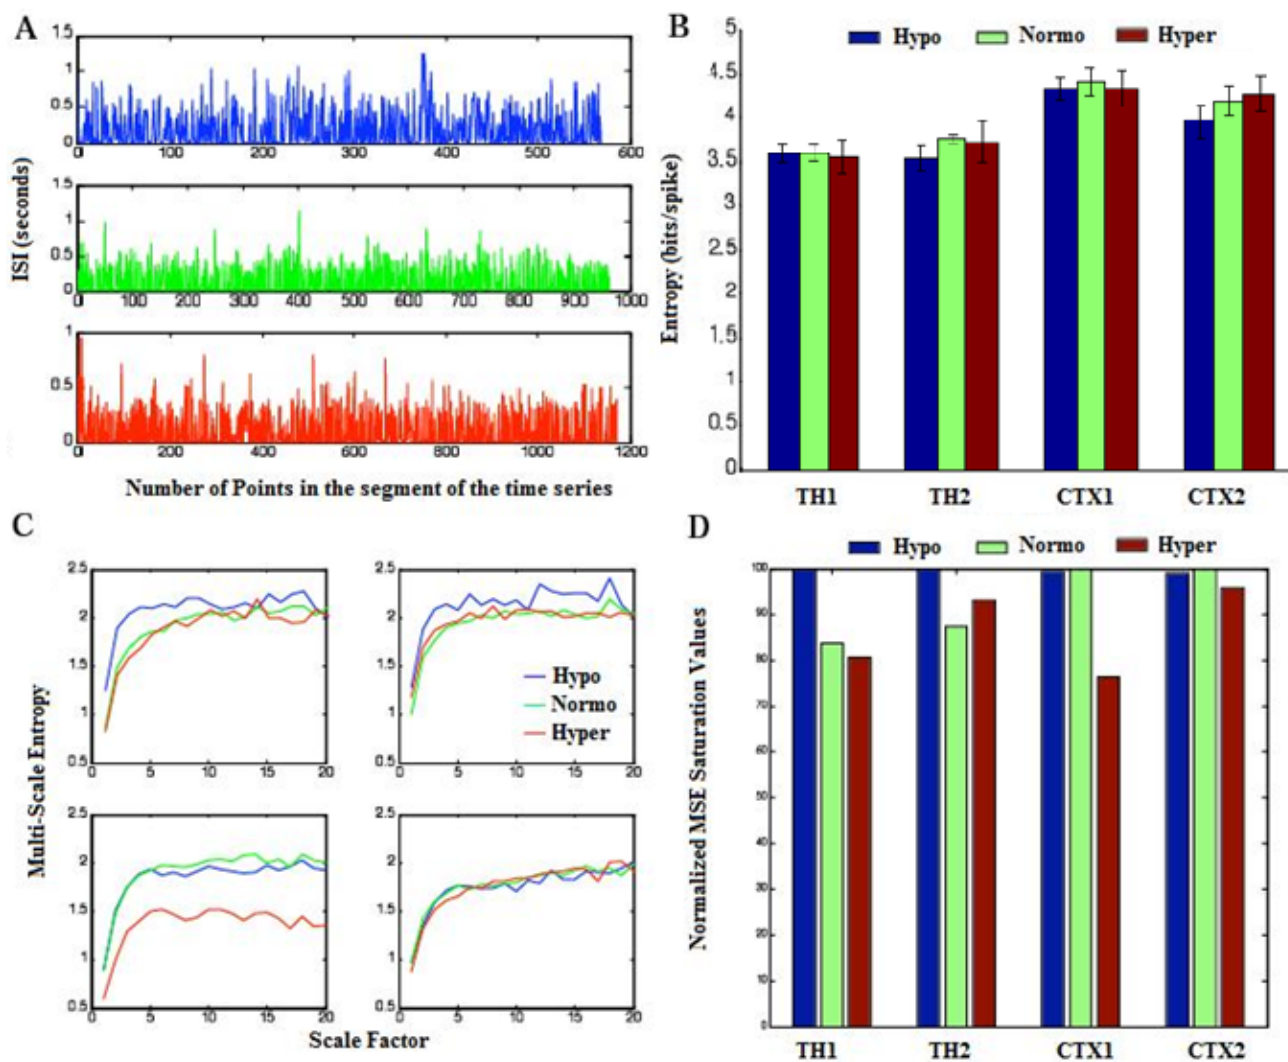 A
1.5
1
0.5
0
0 100 200 300 400 500 600
1.5
1
0.5
0
0 100 200 300 400 500 600 700 800 900 1000
1
0.5
0
0 200 400 600 800 1000 1200
ISI (seconds)
Number of Points in the segment of the time series
B
Hypo Normo Hyper
5
4.5
4
3.5
3
2.5
2
1.5
1
0.5
0
Entropy (bits/spike)
TH1 TH2 CTX1 CTX2
C
2.5
2
1.5
1
0.5
0 5 10 15 20
2.5
2
1.5
1
0.5
0 5 10 15 20
Hypo
Normo
Hyper
2.5
2
1.5
1
0.5
0 5 10 15 20
2.5
2
1.5
1
0.5
0 5 10 15 20
Multi-Scale Entropy
Scale Factor
D
Hypo Normo Hyper
100
90
80
70
60
50
40
30
20
10
0
Normalized MSE Saturation Values
TH1 TH2 CTX1 CTX2